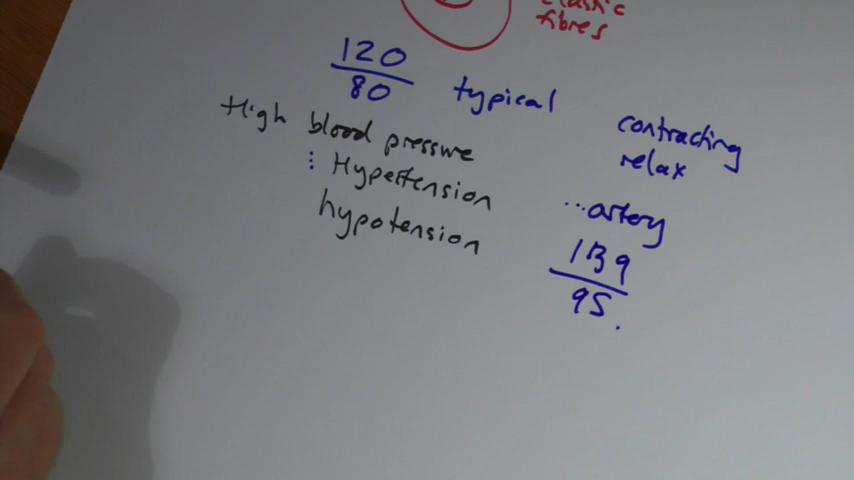 fibres
120
80
typical
High blood pressure
: Hypertension
hypotension
contracting
relax
...artery
139
95.